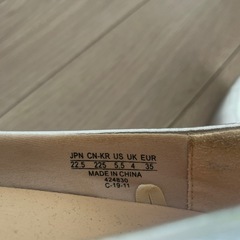 JPN CN-KR US UK EUR
22.5 225 5.5 4 35
MADE IN CHINA
424830
C-19-11